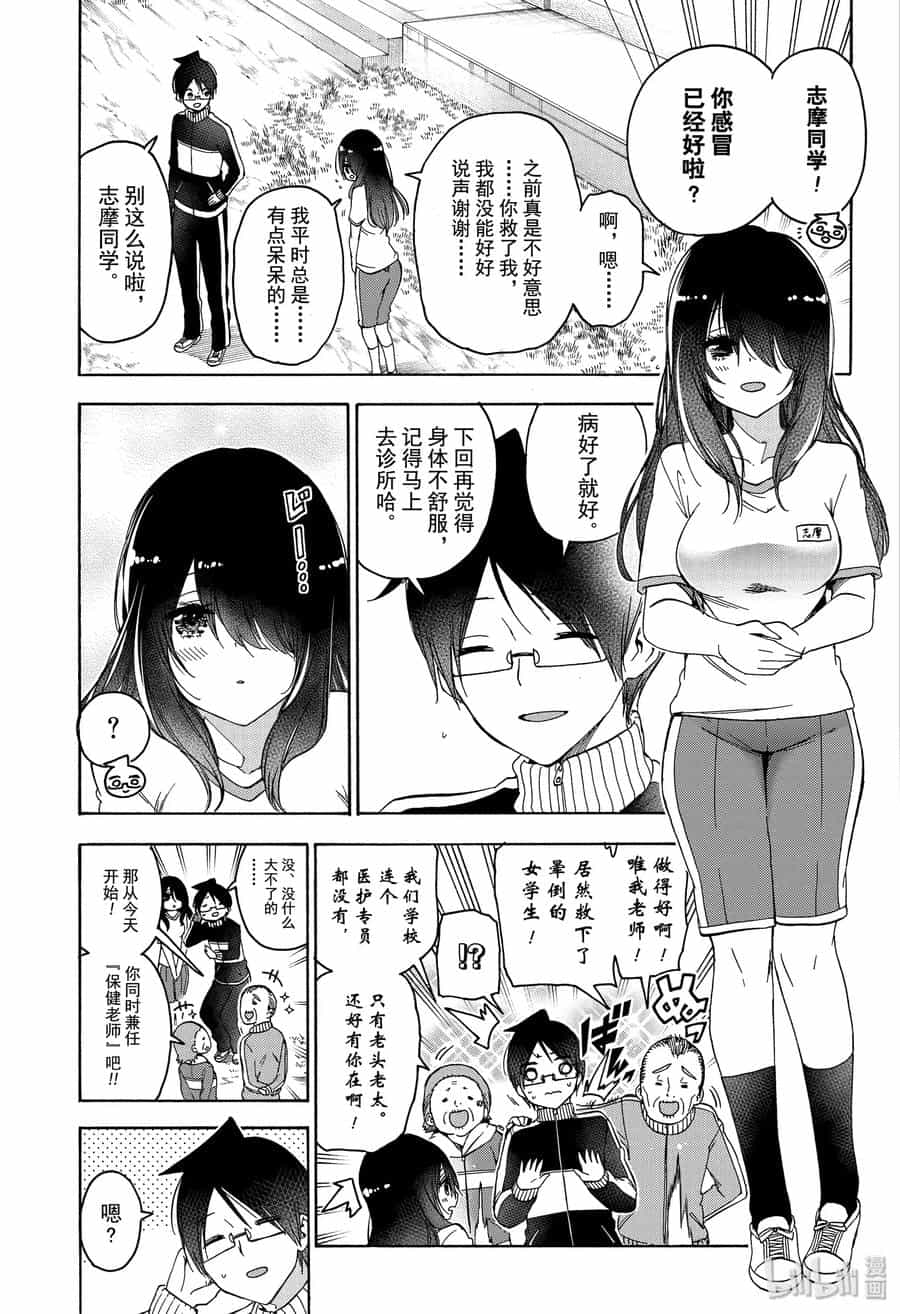 志摩同学！
你感冒
已经好啦？
啊，嗯……
之前真是不好意思
……你救了我，
我都没能好好
说声谢谢……
我平时总是……
有点呆呆的……
别这么说啦，
志摩同学。
志摩
病好了就好。
下回再觉得
身体不舒服，
记得马上
去诊所哈。
じー…
？
做得好啊！
唯我老师！
居然救下了
晕倒的
女学生！
!?
我们学校
连个
医护专员
都没有，
只有老头老太。
还好有你在啊！
ばっ
没、没什么
大不了的
……
那从今天
开始！
你同时兼任
『保健老师』吧!!
嗯？
bilibili
漫画